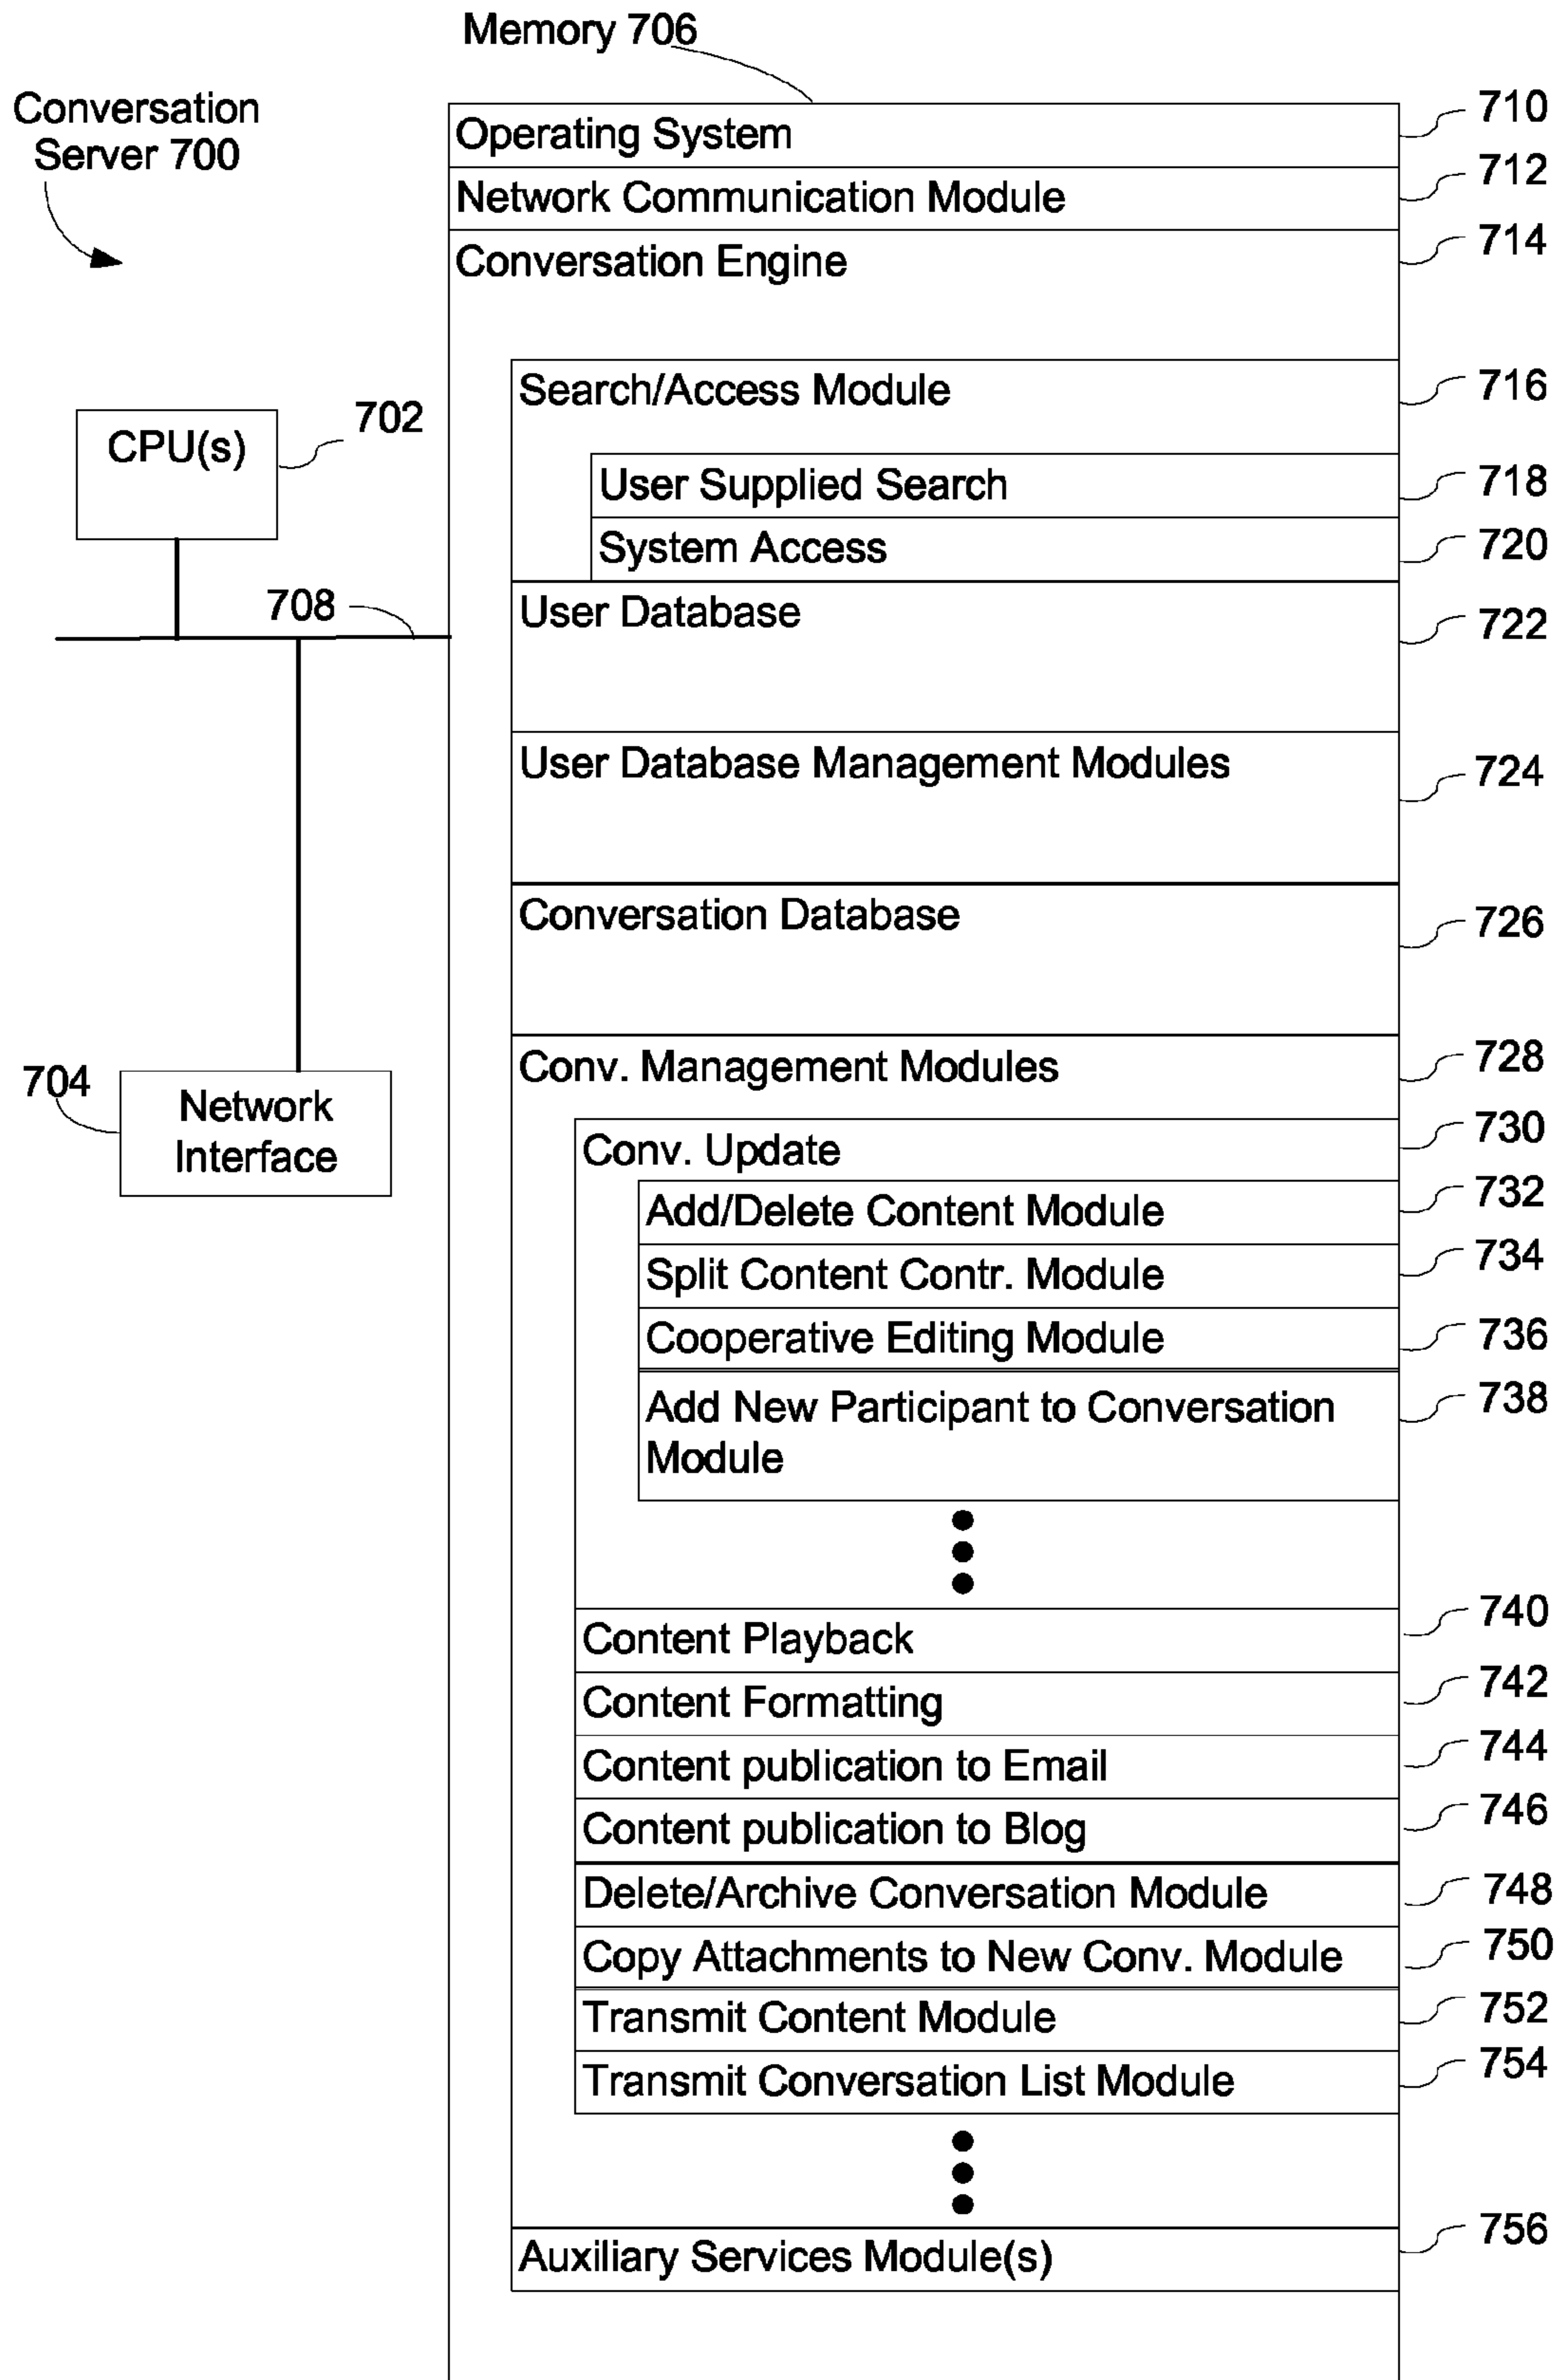 Memory 706
Conversation
Server 700
Operating System
710
Network Communication Module
712
Conversation Engine
714
Search/Access Module
716
CPU(s)
702
User Supplied Search
718
System Access
720
708
User Database
722
User Database Management Modules
724
Conversation Database
726
Conv. Management Modules
728
704
Network
Interface
Conv. Update
730
Add/Delete Content Module
732
Split Content Contr. Module
734
Cooperative Editing Module
736
Add New Participant to Conversation
Module
738
Content Playback
740
Content Formatting
742
Content publication to Email
744
Content publication to Blog
746
Delete/Archive Conversation Module
748
Copy Attachments to New Conv. Module
750
Transmit Content Module
752
Transmit Conversation List Module
754
Auxiliary Services Module(s)
756